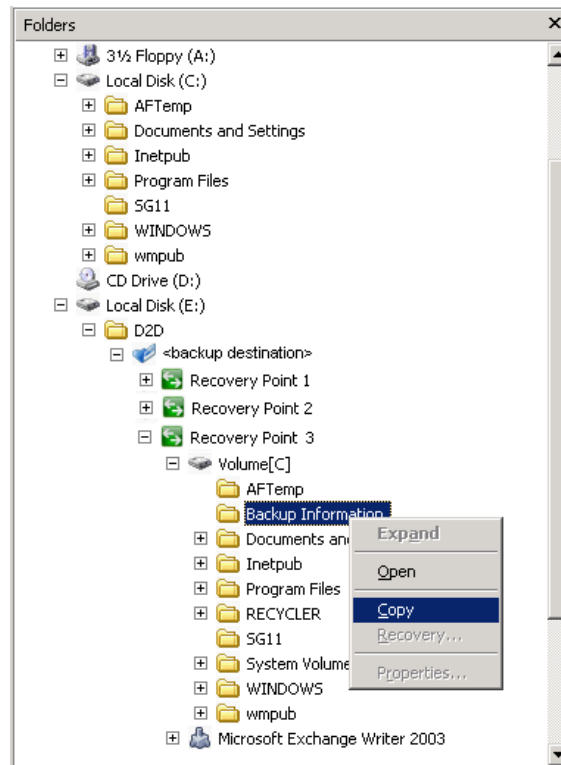 Folders
3½ Floppy (A:)
Local Disk (C:)
AFTemp
Documents and Settings
Inetpub
Program Files
SG11
WINDOWS
wmpub
CD Drive (D:)
Local Disk (E:)
D2D
<backup destination>
Recovery Point 1
Recovery Point 2
Recovery Point 3
Volume[C]
AFTemp
Backup Information
Documents an
Inetpub
Program Files
RECYCLER
SG11
System Volume
WINDOWS
wmpub
Microsoft Exchange Writer 2003
Expand
Open
Copy
Recovery...
Properties...